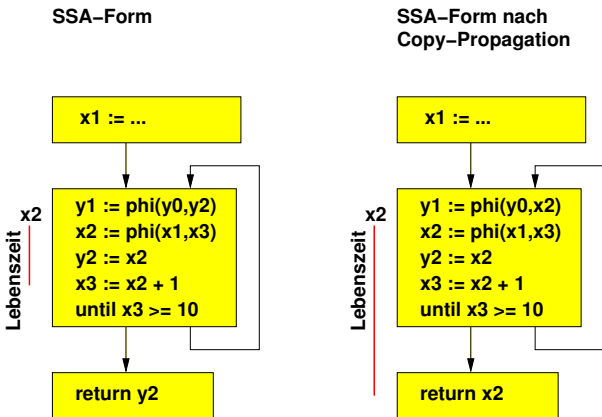 SSA–Form
x1 := ...
x2
Lebenszeit
y1 := phi(y0,y2)
x2 := phi(x1,x3)
y2 := x2
x3 := x2 + 1
until x3 >= 10
return y2
SSA–Form nach
Copy–Propagation
x1 := ...
x2
Lebenszeit
y1 := phi(y0,x2)
x2 := phi(x1,x3)
y2 := x2
x3 := x2 + 1
until x3 >= 10
return x2